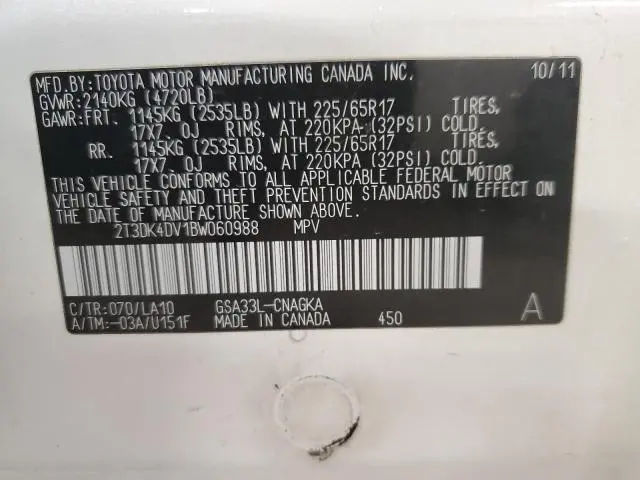 MFD.BY:TOYOTA MOTOR MANUFACTURING CANADA INC. 10/11
GVWR:2140KG (4720LB)
GAWR:FRT. 1145KG (2535LB) WITH 225/65R17 TIRES,
17X7.0J RIMS, AT 220KPA (32PSI) COLD.
RR. 1145KG (2535LB) WITH 225/65R17 TIRES,
17X7.0J RIMS, AT 220KPA (32PSI) COLD.
THIS VEHICLE CONFORMS TO ALL APPLICABLE FEDERAL MOTOR
VEHICLE SAFETY AND THEFT PREVENTION STANDARDS IN EFFECT ON
THE DATE OF MANUFACTURE SHOWN ABOVE.
2T3DK4DV1BW060988 MPV
C/TR:070/LA10 GSA33L-CNAGKA
A/TM:-03A/U151F MADE IN CANADA 450 A